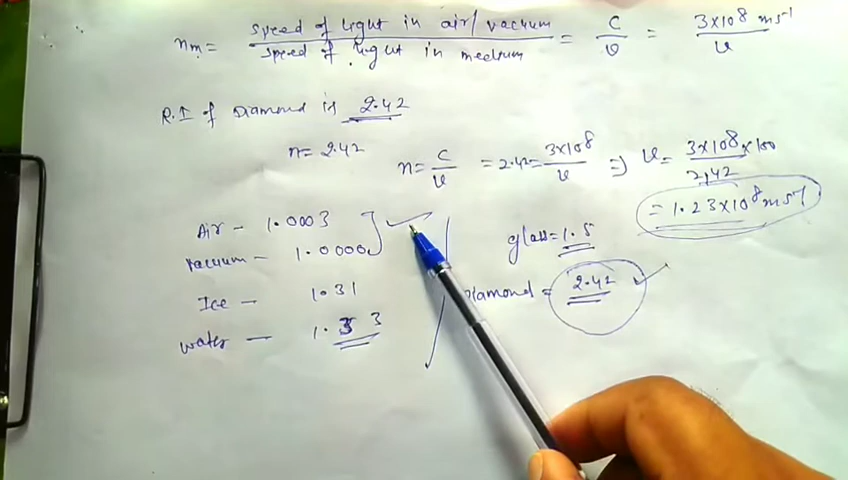 nm = Speed of light in air/vacuum / Speed of light in medium = C / v = 3×10⁸ ms⁻¹ / v
R.I of Diamond is 2.42
n = 2.42
n = C / v = 2.42 = 3×10⁸ / v ⇒ v = 3×10⁸×100 / 242
= 1.23×10⁸ ms⁻¹
Air - 1.0003
vacuum - 1.0000
Ice - 1.31
water - 1.33
glass = 1.5
Diamond = 2.42